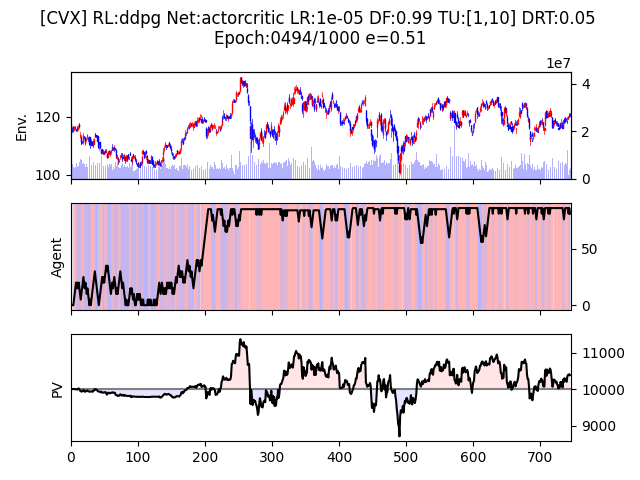 [CVX] RL:ddpg Net:actorcritic LR:1e-05 DF:0.99 TU:[1,10] DRT:0.05
Epoch:0494/1000 e=0.51
1e7
Env.
120
100
4
2
0
Agent
50
0
PV
11000
10000
9000
0 100 200 300 400 500 600 700